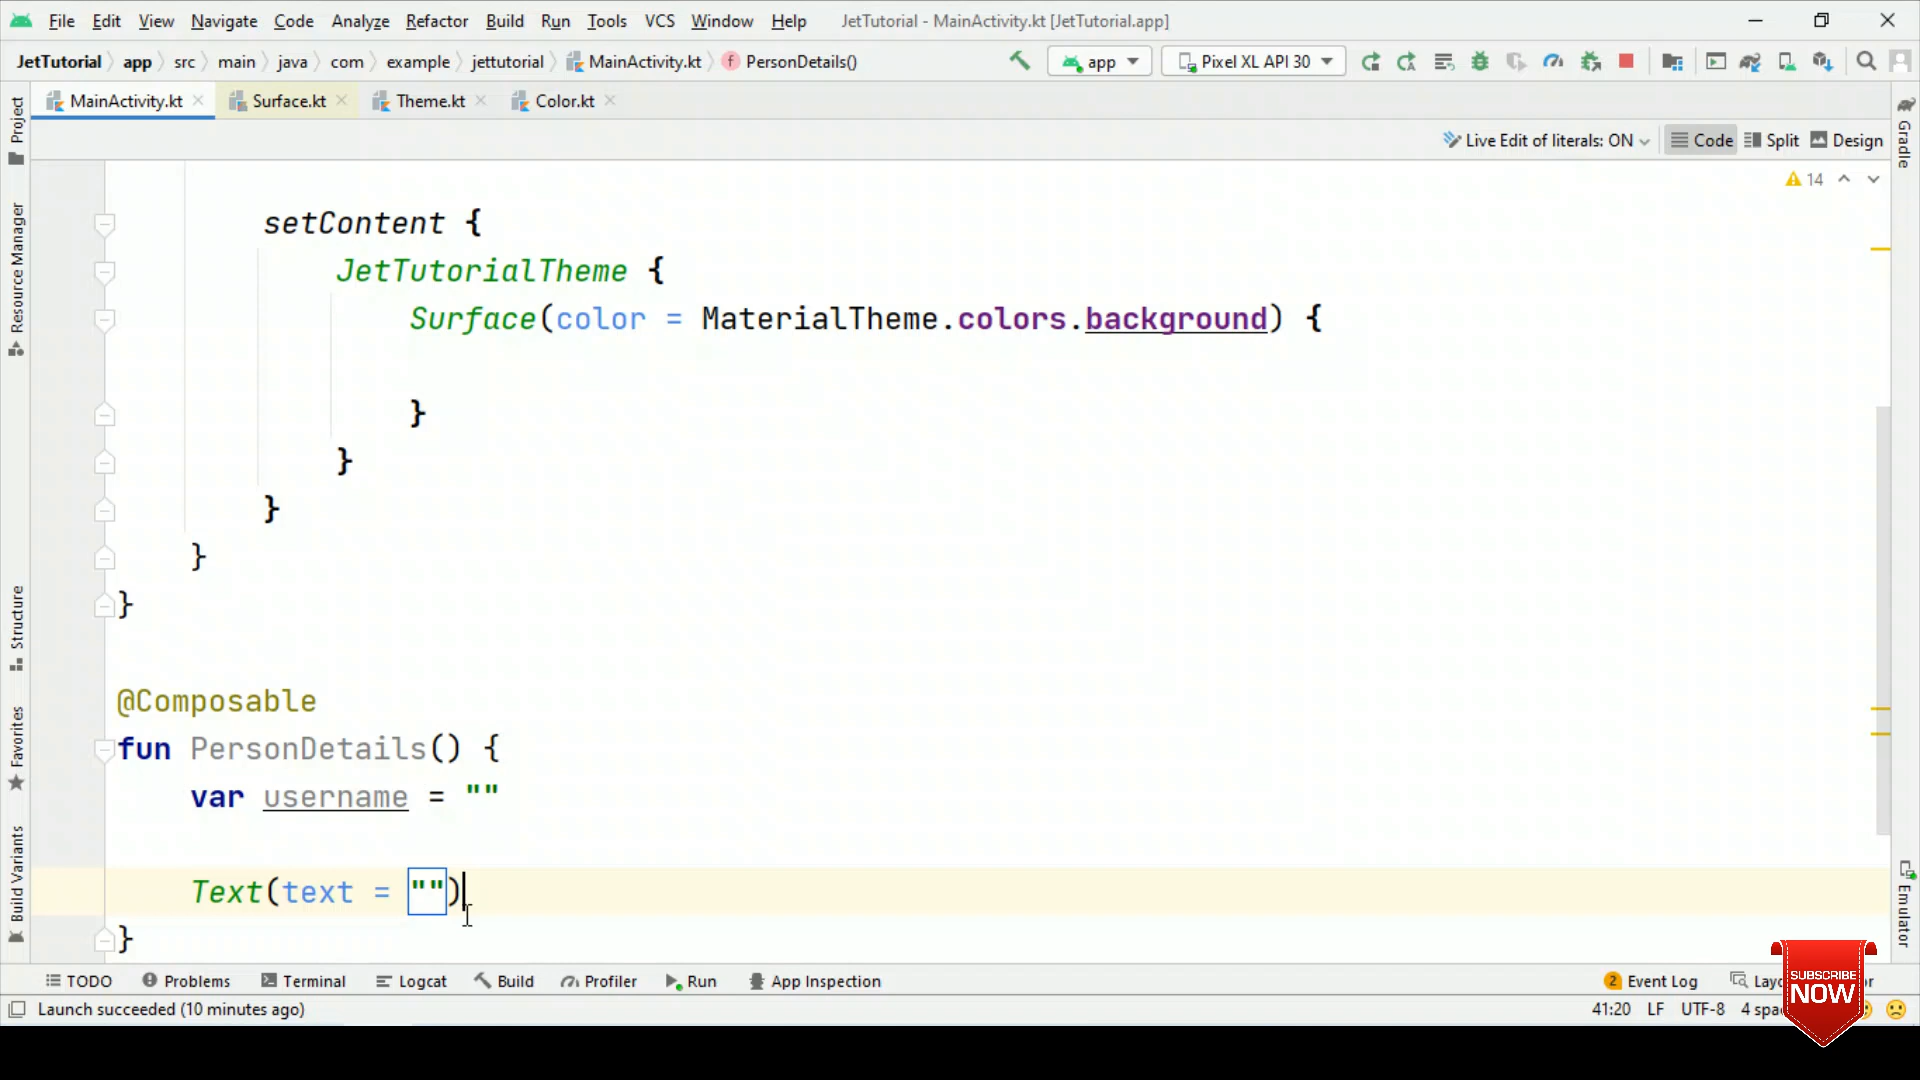 File Edit View Navigate Code Analyze Refactor Build Run Tools VCS Window Help JetTutorial - MainActivity.kt [JetTutorial.app]
JetTutorial app src main java com example jettutorial MainActivity.kt PersonDetails() app Pixel XL API 30
MainActivity.kt Surface.kt Theme.kt Color.kt
Live Edit of literals: ON Code Split Design
14
Project
Resource Manager
Structure
Favorites
Build Variants
Gradle
Emulator
setContent {
JetTutorialTheme {
Surface(color = MaterialTheme.colors.background) {
}
}
}
}
}
@Composable
fun PersonDetails() {
var username = ""
Text(text = "")
}
TODO Problems Terminal Logcat Build Profiler Run App Inspection 2 Event Log
Launch succeeded (10 minutes ago) 41:20 LF UTF-8 4
SUBSCRIBE
NOW